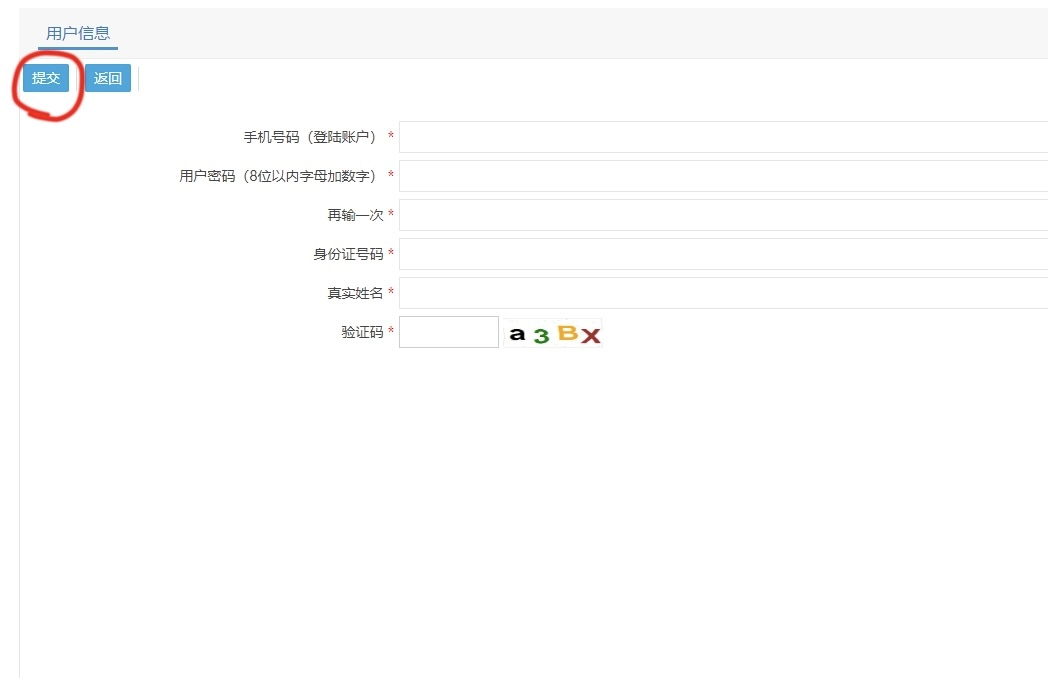 用户信息
提交 返回
手机号码（登陆账户） *
用户密码（8位以内字母加数字） *
再输一次 *
身份证号码 *
真实姓名 *
验证码 * a3BX